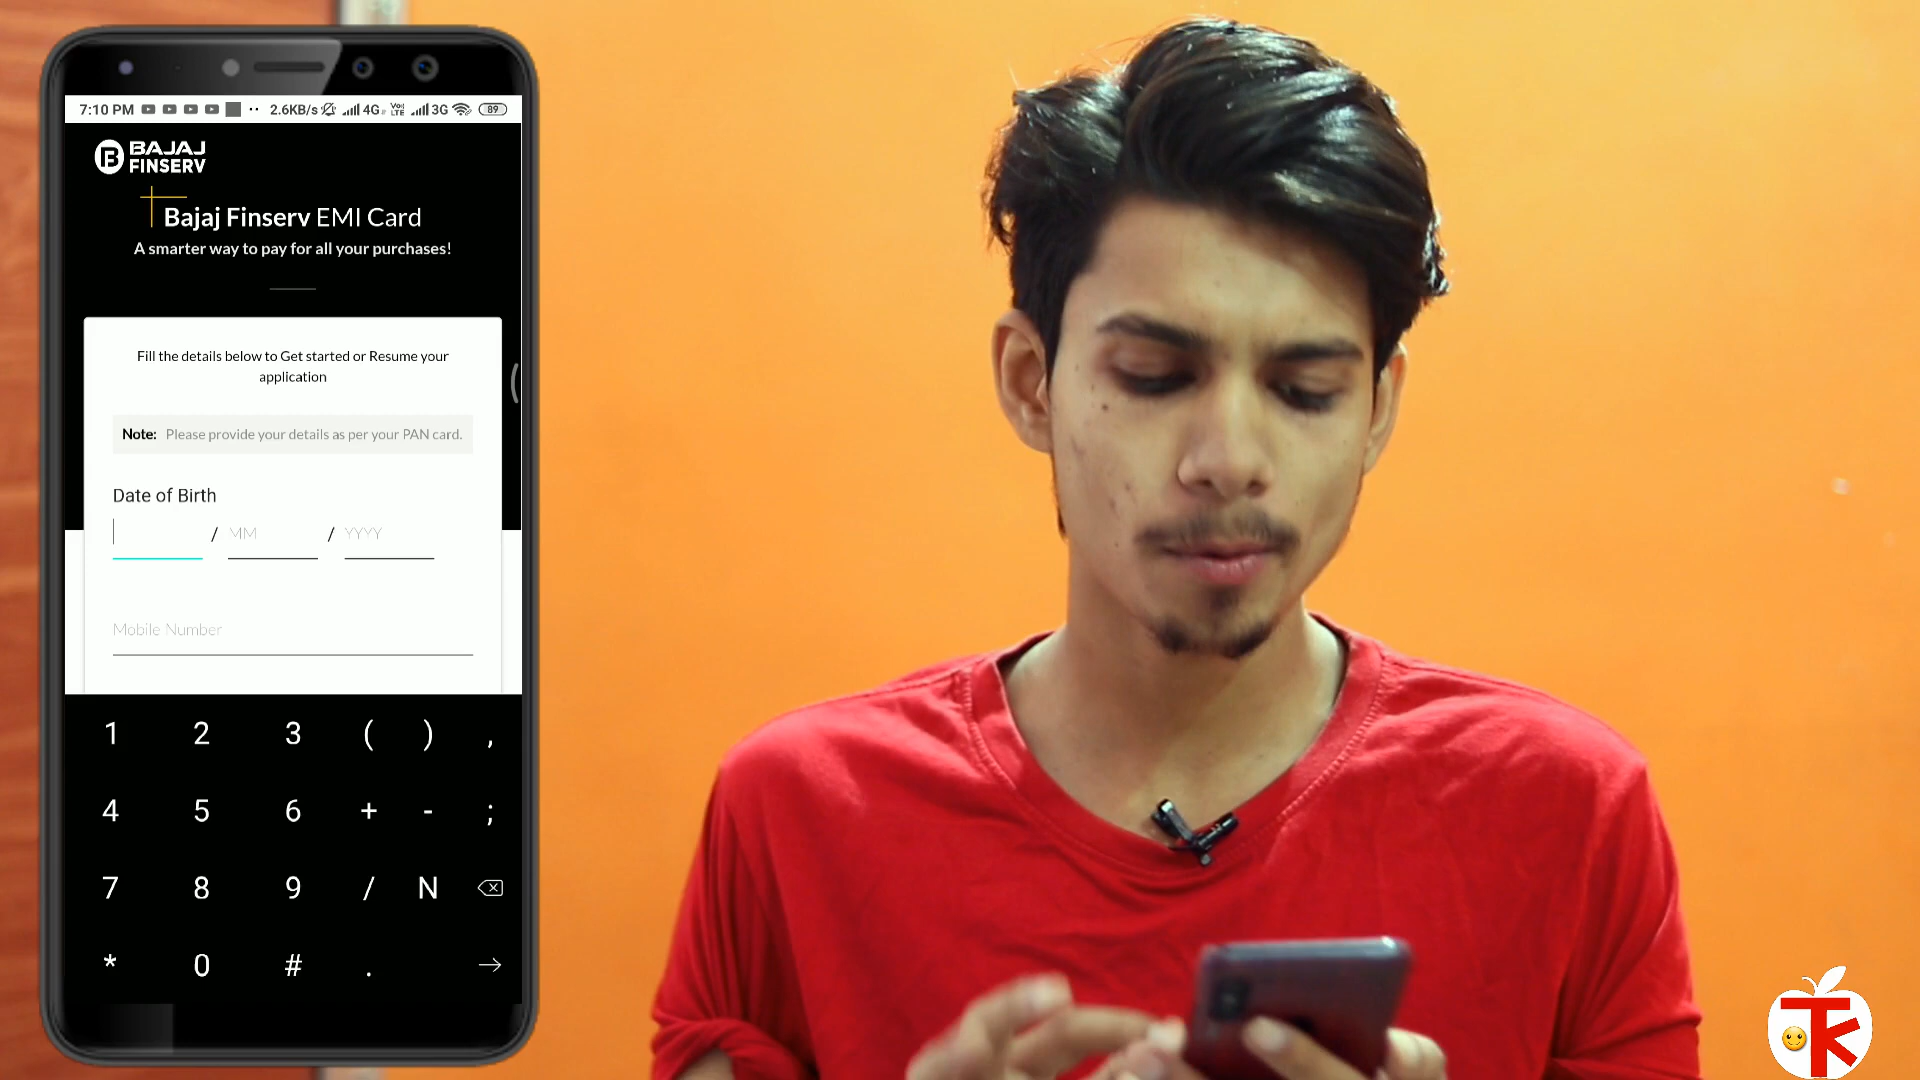 7:10 PM 2.6KB/s 4G Vo) LTE 3G 89
BAJAJ
FINSERV
Bajaj Finserv EMI Card
A smarter way to pay for all your purchases!
Fill the details below to Get started or Resume your
application
Note: Please provide your details as per your PAN card.
Date of Birth
/ MM / YYYY
Mobile Number
1 2 3 ( ) ,
4 5 6 + - ;
7 8 9 / N
* 0 # .
TK